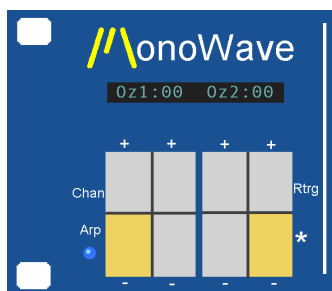 MonoWave
Oz1:00 Oz2:00
+ + + +
Chan Rtrg
Arp *
- - - -